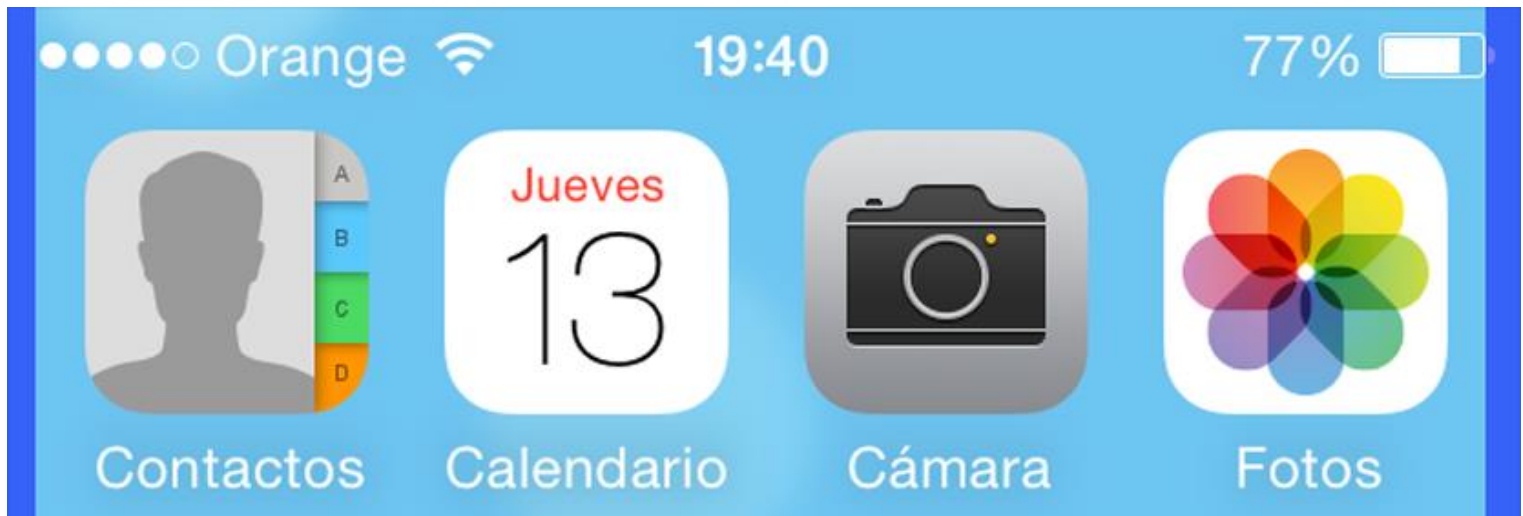 Orange 19:40 77%
A
B
C
D
Jueves
13
Contactos Calendario Cámara Fotos